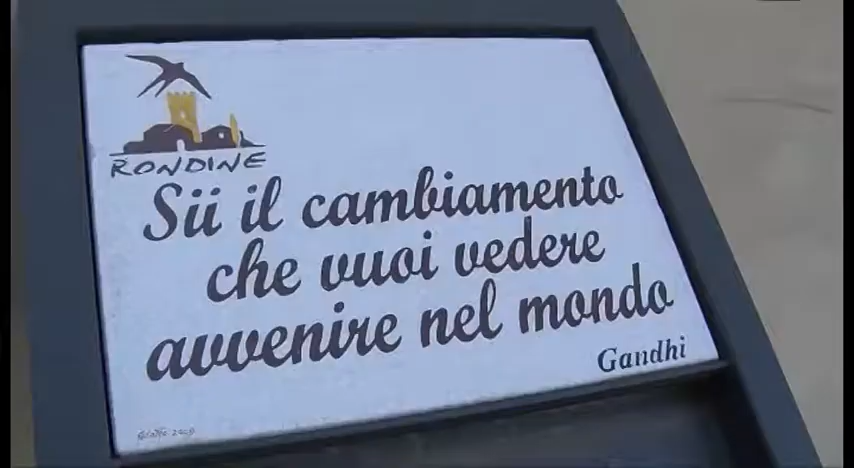 RONDINE
Sii il cambiamento
che vuoi vedere
avvenire nel mondo
Gandhi